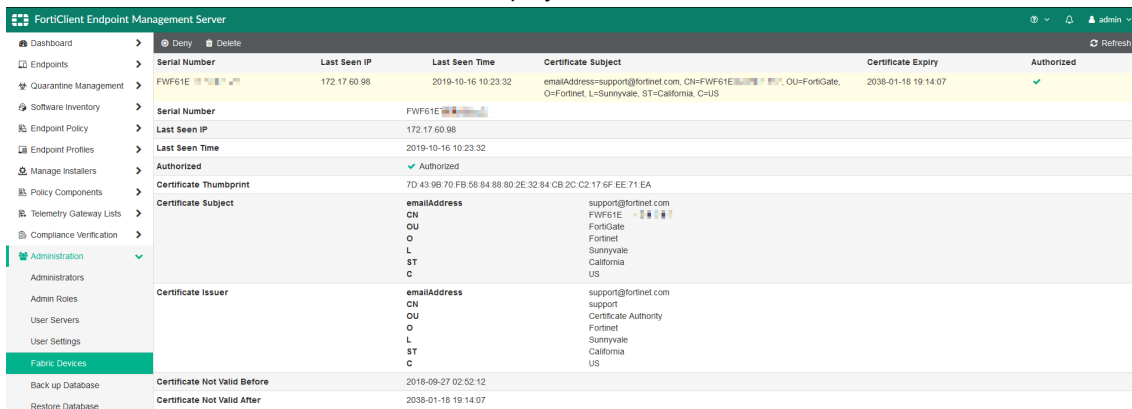 FortiClient Endpoint Management Server
admin
Dashboard
Endpoints
Quarantine Management
Software Inventory
Endpoint Policy
Endpoint Profiles
Manage Installers
Policy Components
Telemetry Gateway Lists
Compliance Verification
Administration
Administrators
Admin Roles
User Servers
User Settings
Fabric Devices
Back up Database
Restore Database
Deny Delete Refresh
Serial Number Last Seen IP Last Seen Time Certificate Subject Certificate Expiry Authorized
FWF61E 172.17.60.98 2019-10-16 10:23:32 emailAddress=support@fortinet.com, CN=FWF61E , OU=FortiGate, 2038-01-18 19:14:07
O=Fortinet, L=Sunnyvale, ST=California, C=US
Serial Number FWF61E
Last Seen IP 172.17.60.98
Last Seen Time 2019-10-16 10:23:32
Authorized Authorized
Certificate Thumbprint 7D:43:9B:70:FB:58:84:88:80:2E:32:84:CB:2C:C2:17:6F:EE:71:EA
Certificate Subject emailAddress support@fortinet.com
CN FWF61E
OU FortiGate
O Fortinet
L Sunnyvale
ST California
C US
Certificate Issuer emailAddress support@fortinet.com
CN support
OU Certificate Authority
O Fortinet
L Sunnyvale
ST California
C US
Certificate Not Valid Before 2018-09-27 02:52:12
Certificate Not Valid After 2038-01-18 19:14:07